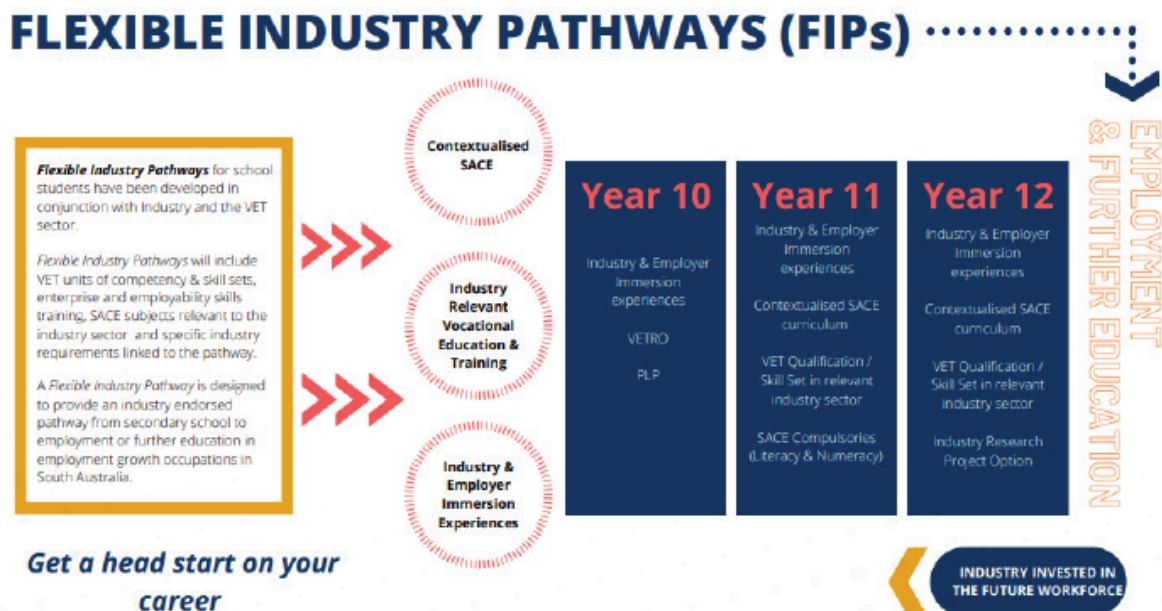 FLEXIBLE INDUSTRY PATHWAYS (FIPs)
Flexible Industry Pathways for school
students have been developed in
conjunction with Industry and the VET
sector.
Flexible Industry Pathways will include
VET units of competency & skill sets,
enterprise and employability skills
training, SACE subjects relevant to the
industry sector and specific industry
requirements linked to the pathway.
A Flexible Industry Pathway is designed
to provide an industry endorsed
pathway from secondary school to
employment or further education in
employment growth occupations in
South Australia.
Contextualised
SACE
Industry
Relevant
Vocational
Education &
Training
Industry &
Employer
Immersion
Experiences
Year 10
Industry & Employer
Immersion
experiences
VETRO
PLP
Year 11
Industry & Employer
Immersion
experiences
Contextualised SACE
curriculum
VET Qualification /
Skill Set in relevant
industry sector
SACE Compulsories
(Literacy & Numeracy)
Year 12
Industry & Employer
Immersion
experiences
Contextualised SACE
curriculum
VET Qualification /
Skill Set in relevant
industry sector
Industry Research
Project Option
EMPLOYMENT
& FURTHER EDUCATION
Get a head start on your
career
INDUSTRY INVESTED IN
THE FUTURE WORKFORCE